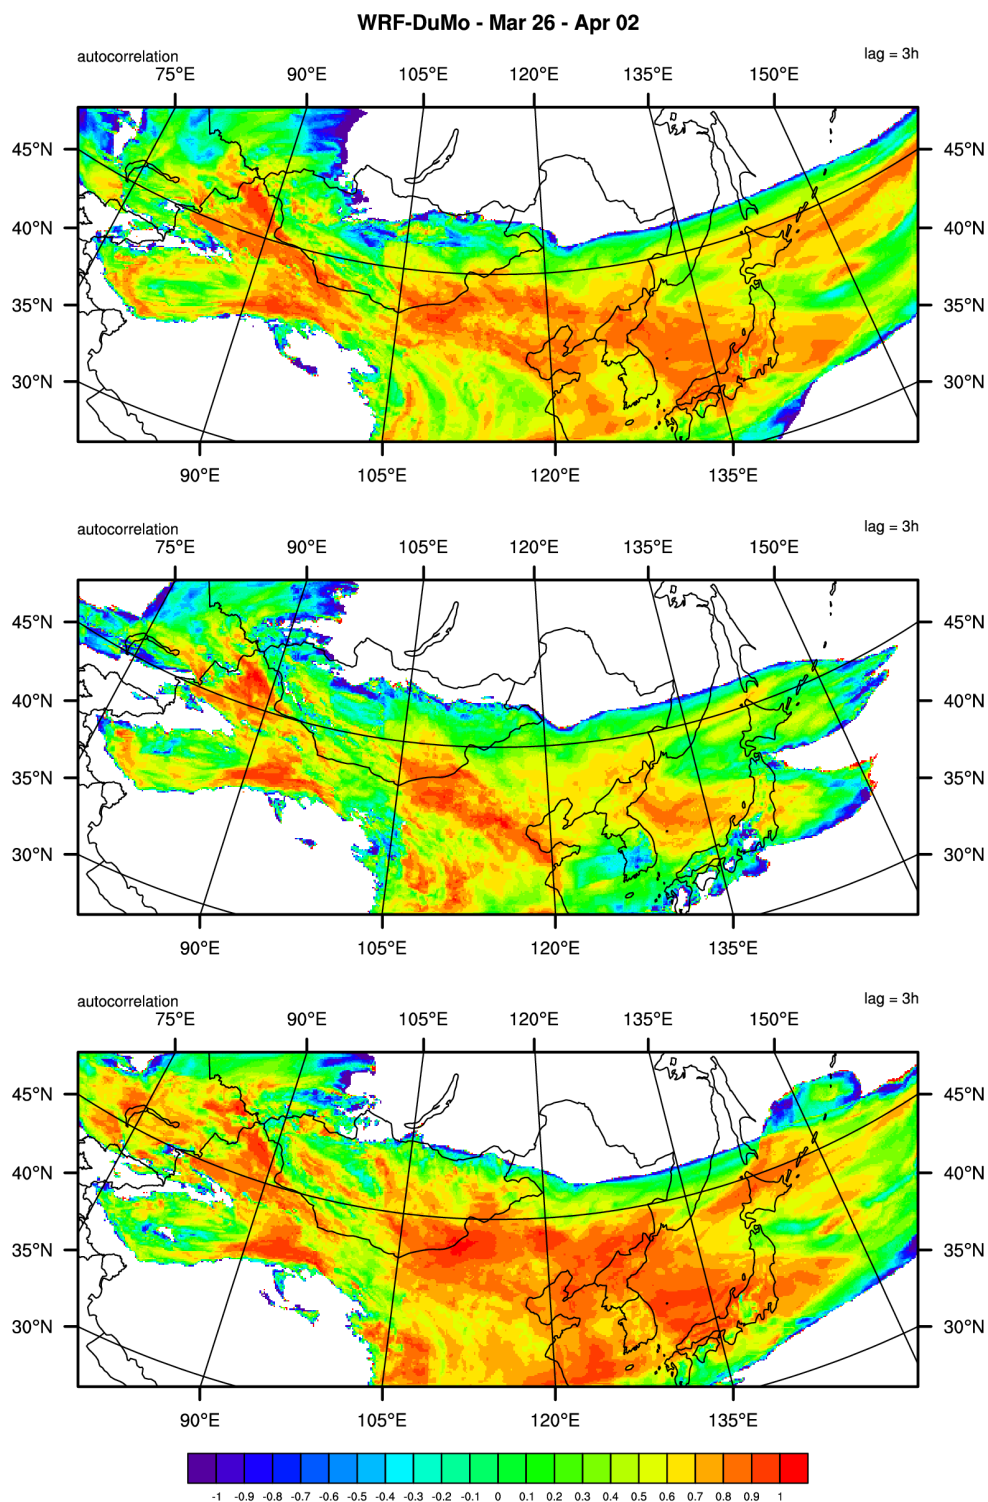 WRF-DuMo - Mar 26 - Apr 02
autocorrelation lag = 3h
75°E 90°E 105°E 120°E 135°E 150°E
45°N 45°N
40°N 40°N
35°N 35°N
30°N 30°N
90°E 105°E 120°E 135°E
autocorrelation lag = 3h
75°E 90°E 105°E 120°E 135°E 150°E
45°N 45°N
40°N 40°N
35°N 35°N
30°N 30°N
90°E 105°E 120°E 135°E
autocorrelation lag = 3h
75°E 90°E 105°E 120°E 135°E 150°E
45°N 45°N
40°N 40°N
35°N 35°N
30°N 30°N
90°E 105°E 120°E 135°E
-1 -0.9 -0.8 -0.7 -0.6 -0.5 -0.4 -0.3 -0.2 -0.1 0 0.1 0.2 0.3 0.4 0.5 0.6 0.7 0.8 0.9 1